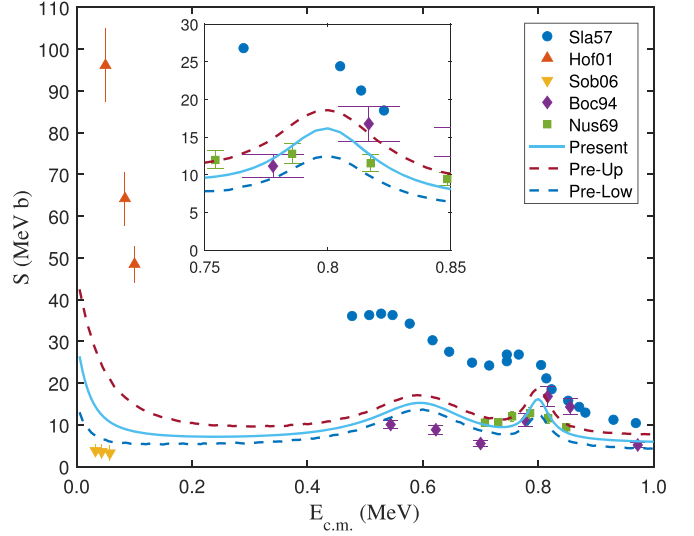 110
100
90
80
70
60
50
40
30
20
10
0
S (MeV b)
0.0
0.2
0.4
0.6
0.8
1.0
E c.m. (MeV)
30
25
20
15
10
5
0
0.75
0.8
0.85
Sla57
Hof01
Sob06
Boc94
Nus69
Present
Pre-Up
Pre-Low